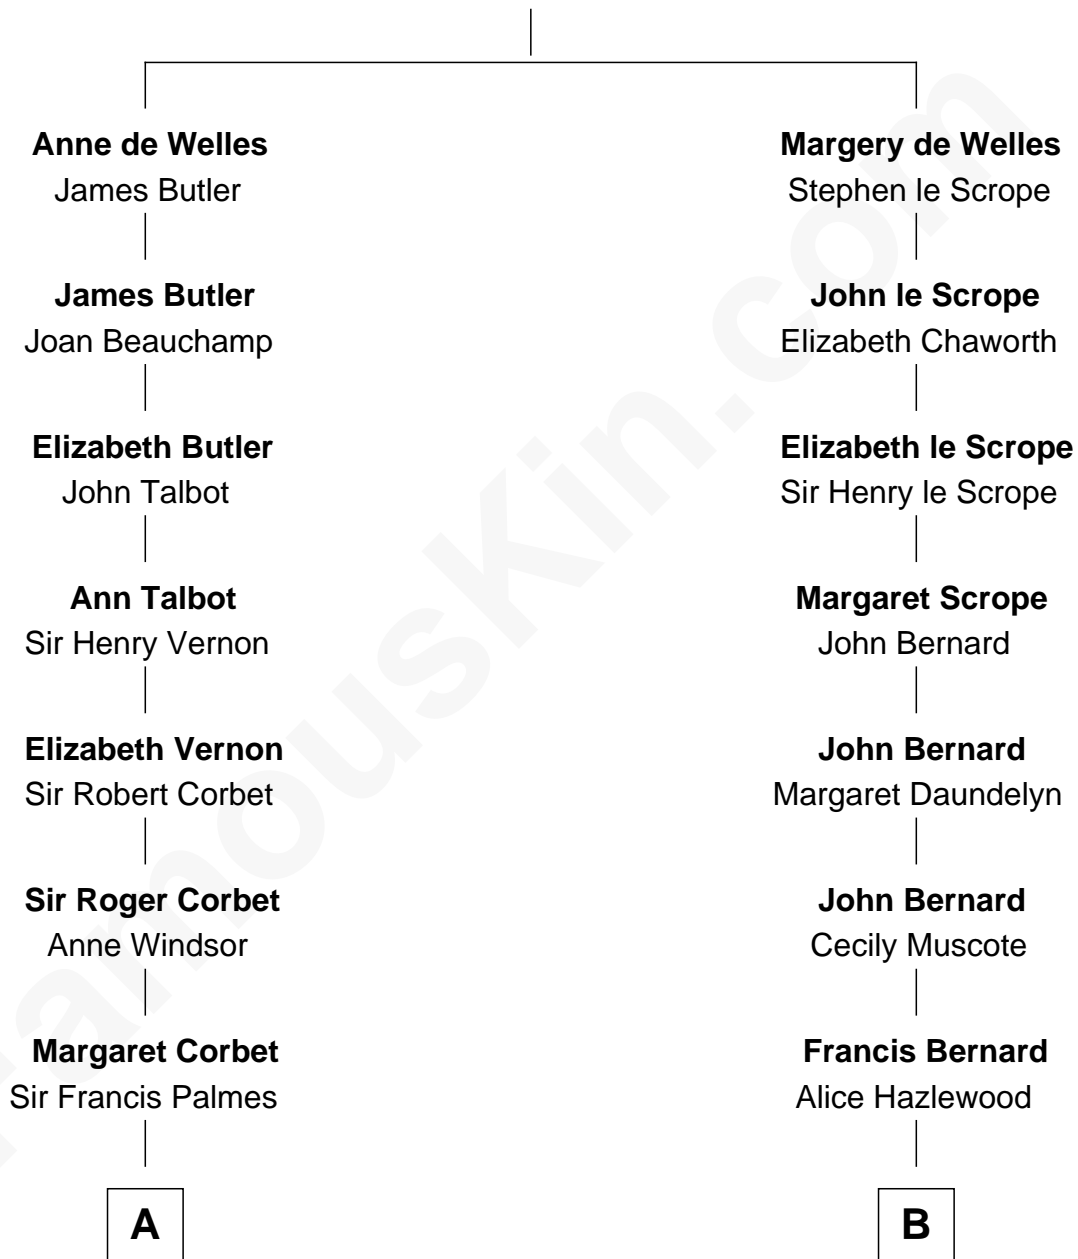 Anne de Welles
James Butler
James Butler
Joan Beauchamp
Elizabeth Butler
John Talbot
Ann Talbot
Sir Henry Vernon
Elizabeth Vernon
Sir Robert Corbet
Sir Roger Corbet
Anne Windsor
Margaret Corbet
Sir Francis Palmes
A
Margery de Welles
Stephen le Scrope
John le Scrope
Elizabeth Chaworth
Elizabeth le Scrope
Sir Henry le Scrope
Margaret Scrope
John Bernard
John Bernard
Margaret Daundelyn
John Bernard
Cecily Muscote
Francis Bernard
Alice Hazlewood
B
FamousKin.com